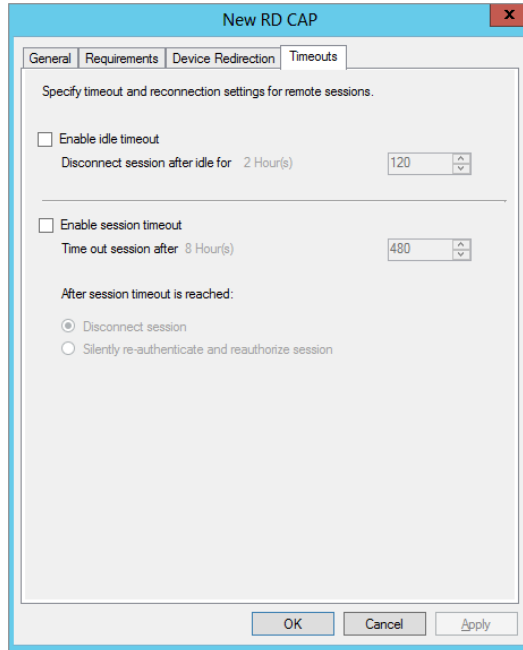 New RD CAP
x
General Requirements Device Redirection Timeouts
Specify timeout and reconnection settings for remote sessions.
Enable idle timeout
Disconnect session after idle for 2 Hour(s) 120
Enable session timeout
Time out session after 8 Hour(s) 480
After session timeout is reached:
Disconnect session
Silently re-authenticate and reauthorize session
OK Cancel Apply